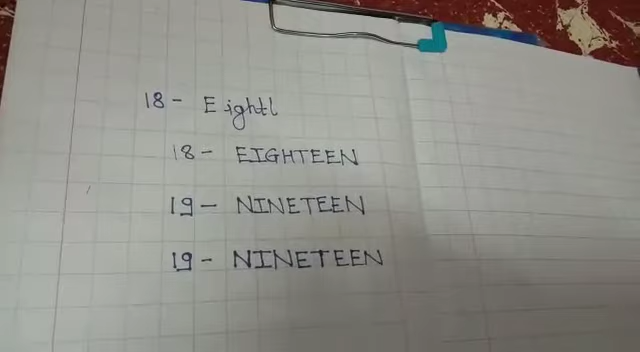 18 - Eightl
18 - EIGHTEEN
19 - NINETEEN
19 - NINETEEN